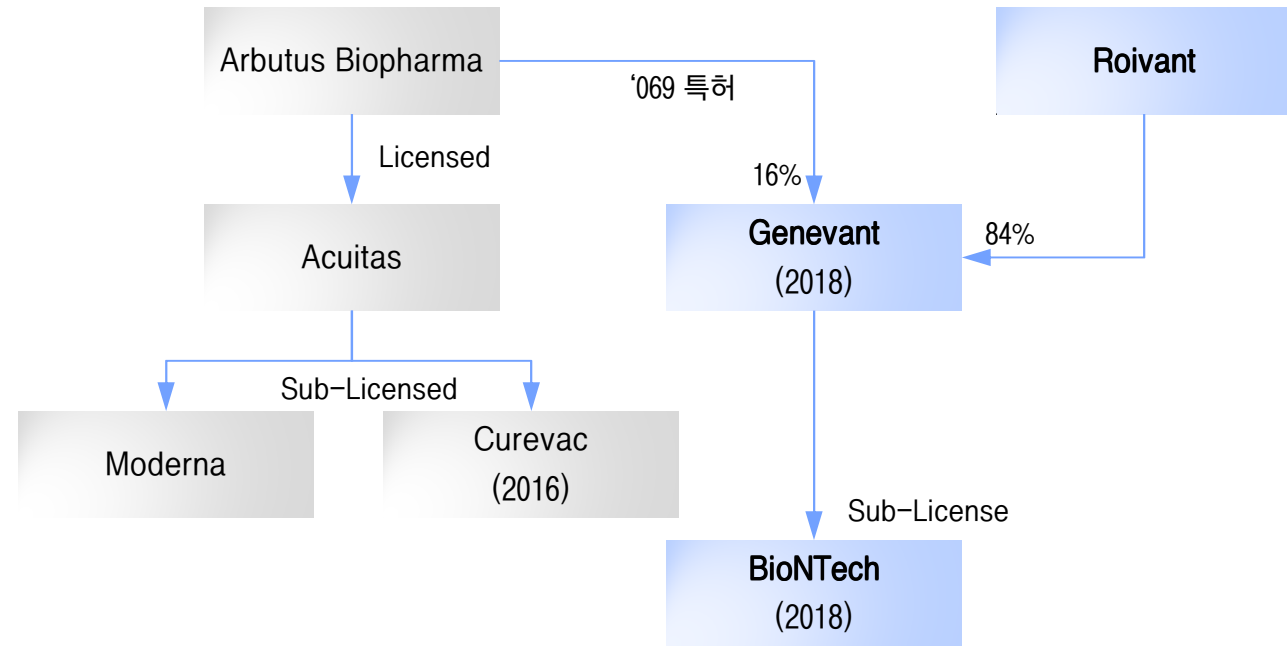 Arbutus Biopharma
Roivant
‘069 특허
Licensed
16%
Acuitas
Genevant
(2018)
84%
Sub-Licensed
Moderna
Curevac
(2016)
Sub-License
BioNTech
(2018)